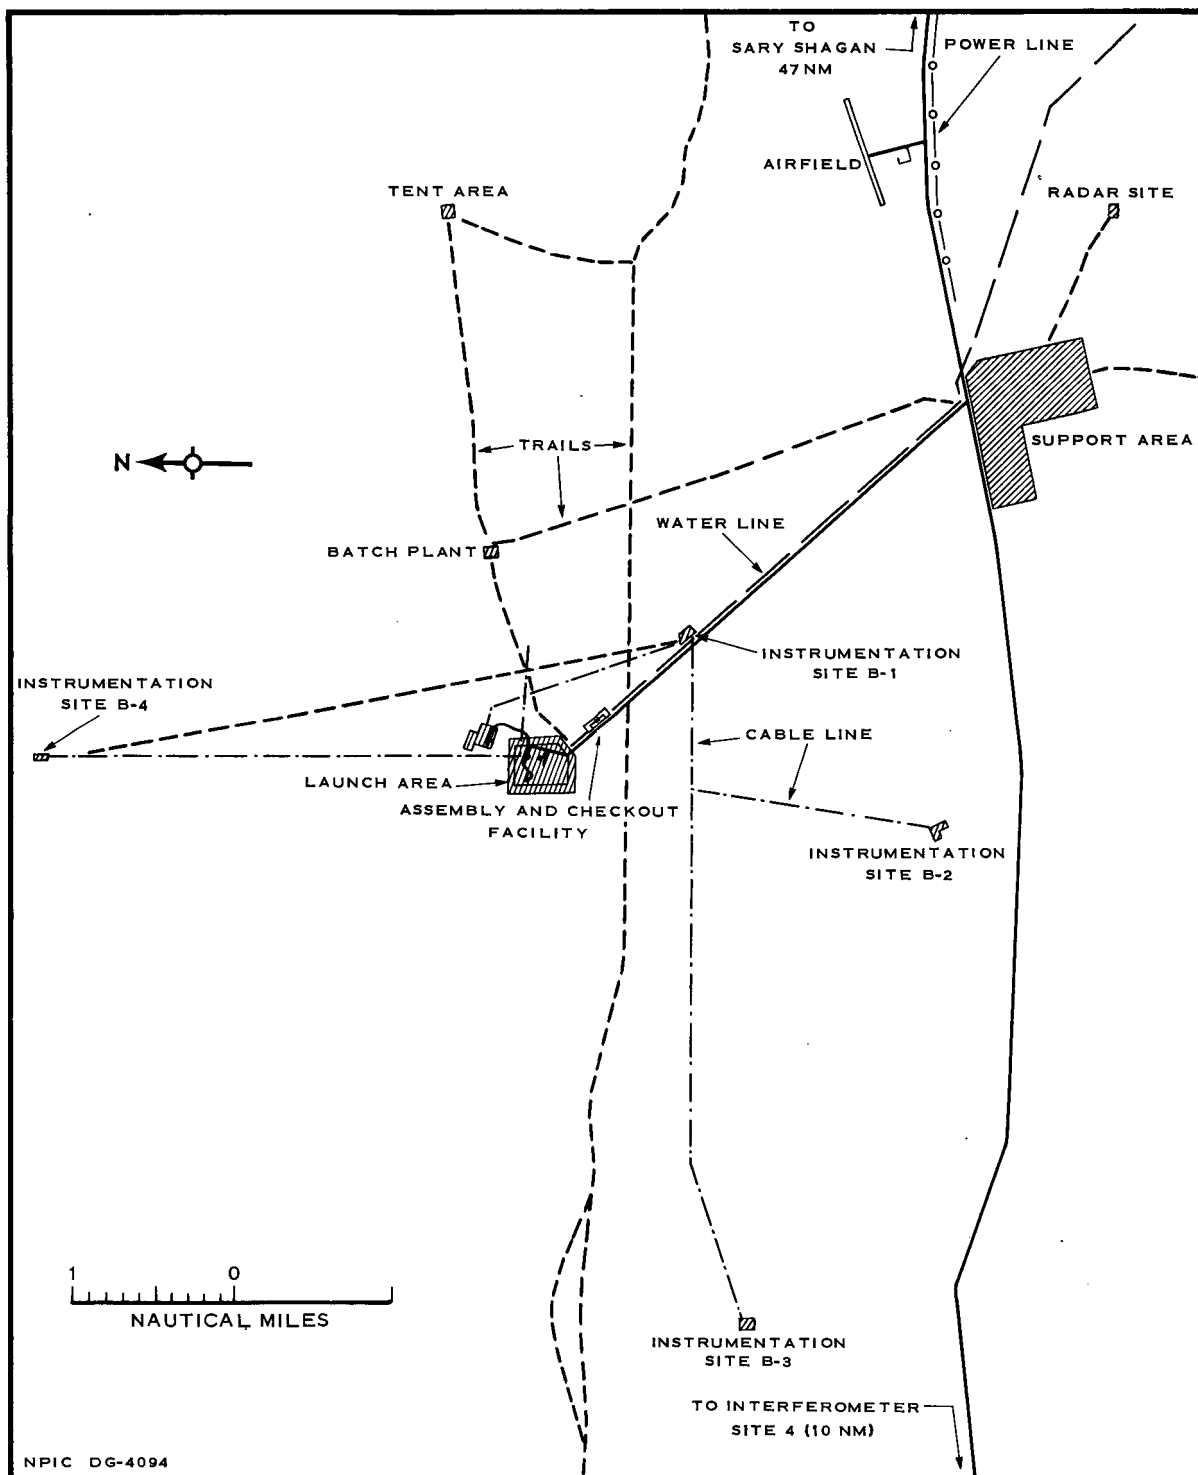 TO
SARY SHAGAN
47 NM
POWER LINE
AIRFIELD
TENT AREA
RADAR SITE
SUPPORT AREA
TRAILS
N
WATER LINE
BATCH PLANT
INSTRUMENTATION
SITE B-1
INSTRUMENTATION
SITE B-4
CABLE LINE
LAUNCH AREA
ASSEMBLY AND CHECKOUT
FACILITY
INSTRUMENTATION
SITE B-2
1 0
NAUTICAL MILES
INSTRUMENTATION
SITE B-3
TO INTERFEROMETER
SITE 4 (10 NM)
NPIC DG-4094